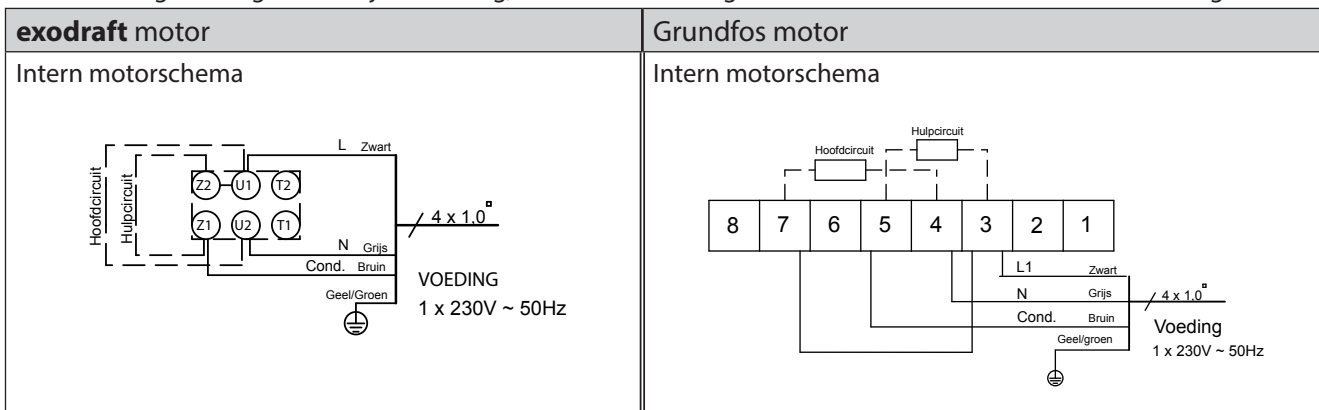 exodraft motor
Grundfos motor
Intern motorschema
Intern motorschema
L Zwart
Hoofdcircuit
Hulpcircuit
Z2 U1 T2
Z1 U2 T1
4 x 1,0
N Grijs
Cond. Bruin
Geel/Groen
VOEDING
1 x 230V ~ 50Hz
Hulpcircuit
Hoofdcircuit
8 7 6 5 4 3 2 1
L1 Zwart
N Grijs
4 x 1,0
Cond. Bruin
Geel/groen
Voeding
1 x 230V ~ 50Hz